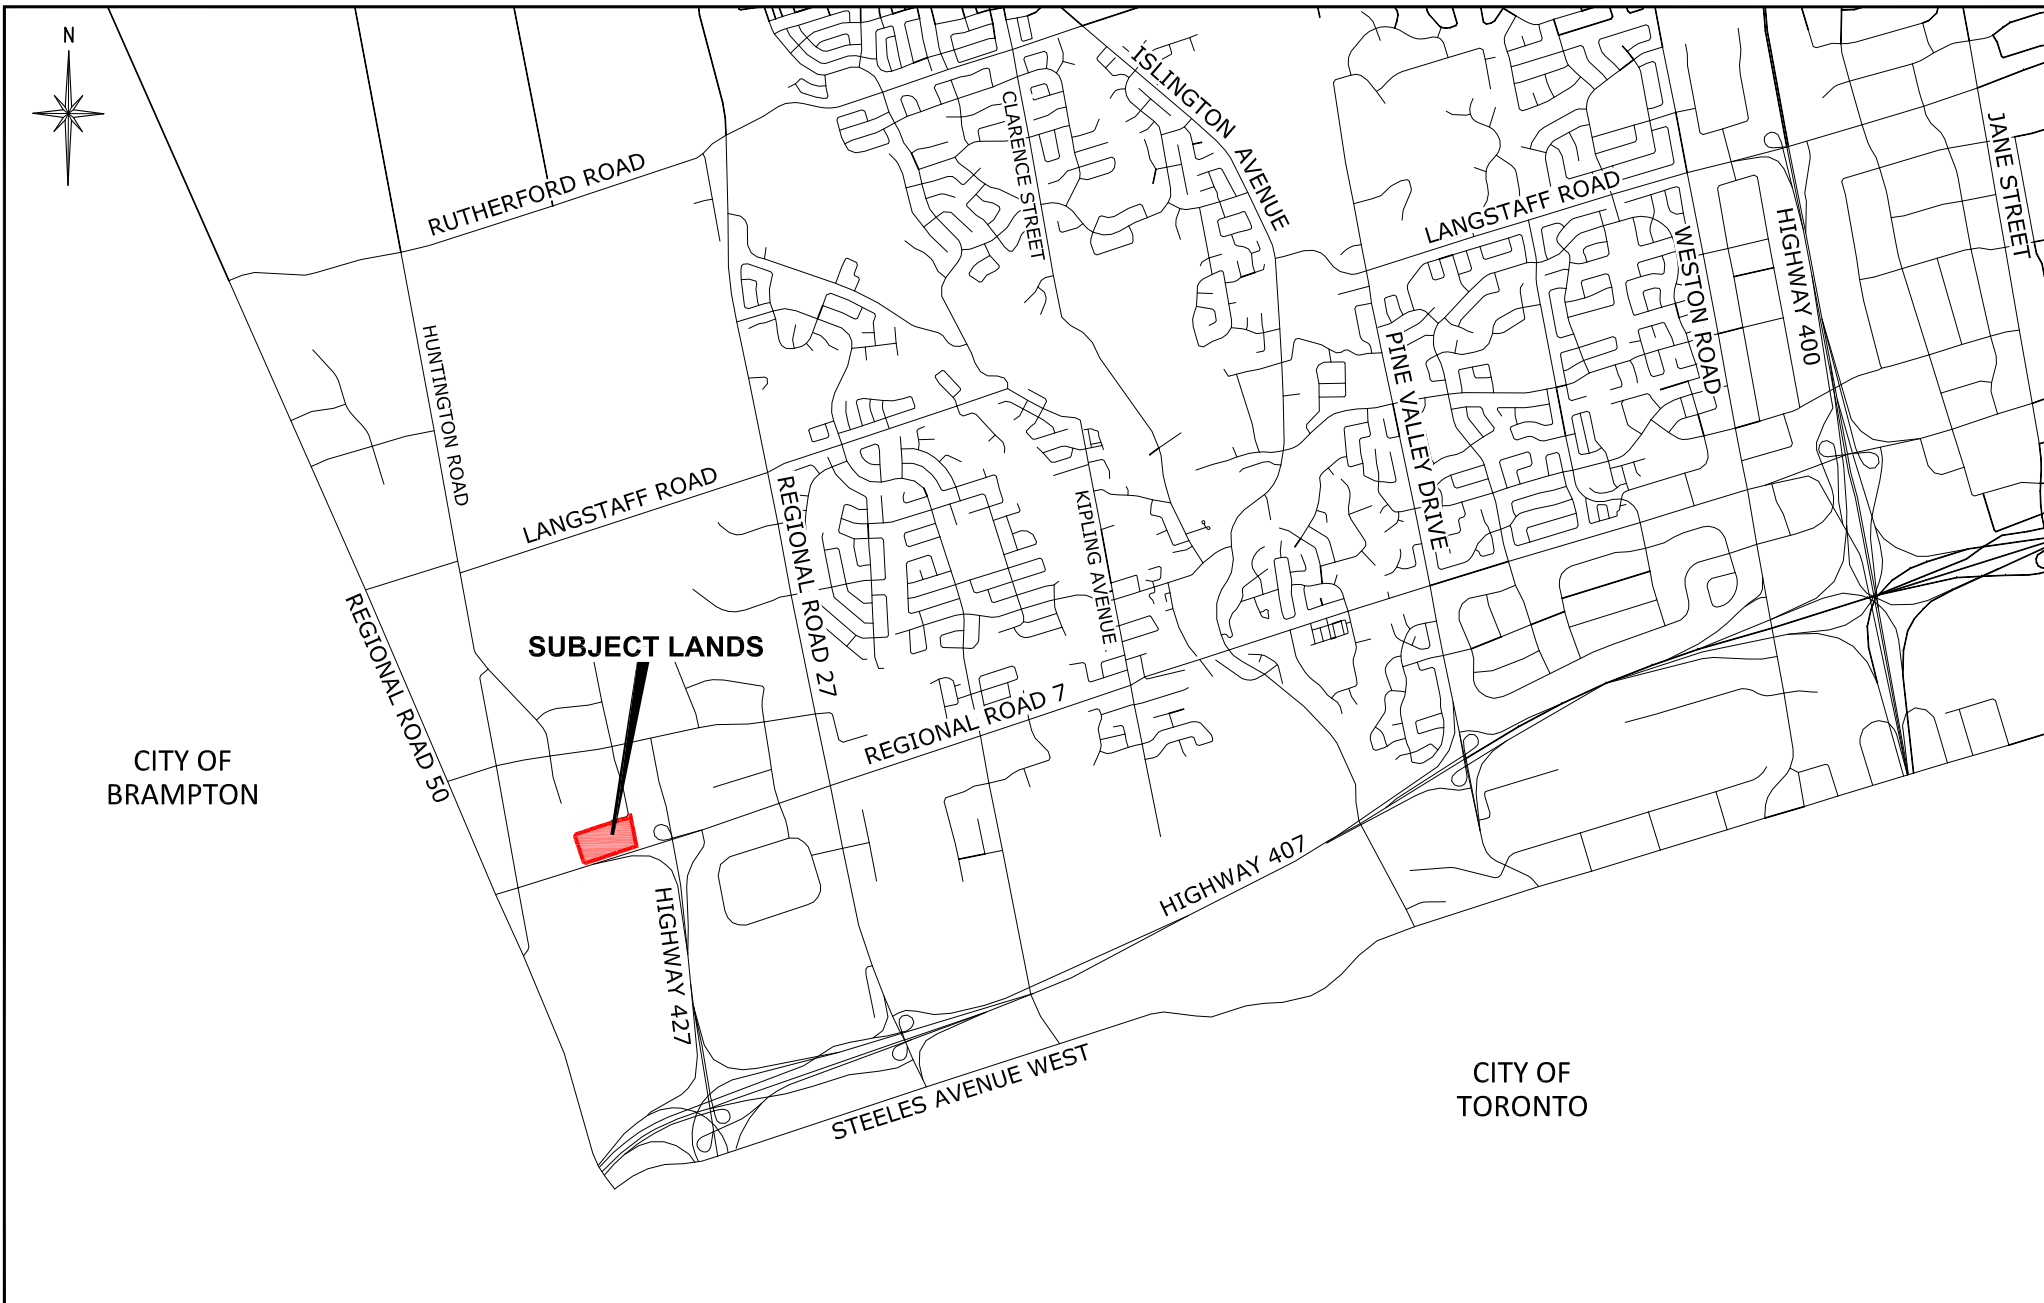 N
ISLINGTON AVENUE
CLARENCE STREET
JANE STREET
RUTHERFORD ROAD
LANGSTAFF ROAD
HIGHWAY 400
WESTON ROAD
HUNTINGTON ROAD
PINE VALLEY DRIVE
LANGSTAFF ROAD
REGIONAL ROAD 27
KIPLING AVENUE
REGIONAL ROAD 50
SUBJECT LANDS
REGIONAL ROAD 7
CITY OF
BRAMPTON
HIGHWAY 407
HIGHWAY 427
STEELES AVENUE WEST
CITY OF
TORONTO